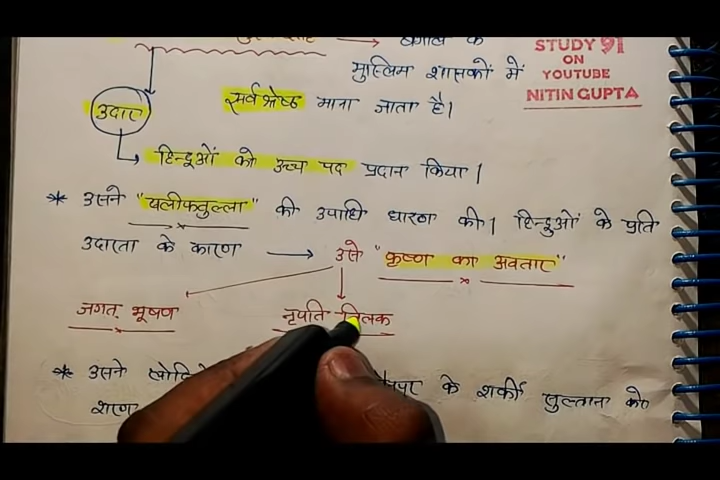 बंगाल के
STUDY 91
ON
YOUTUBE
NITIN GUPTA
मुस्लिम शासकों में
सर्वश्रेष्ठ माना जाता है।
उदार
हिन्दुओं को उच्च पद प्रदान किया।
* उसने "खलीफतुल्ला" की उपाधि धारण की। हिन्दुओं के प्रति
उदारता के कारण → उसे "कृष्ण का अवतार"
जगत् भूषण
नृपति तिलक
* उसने के शर्की सुल्तान को
शरण